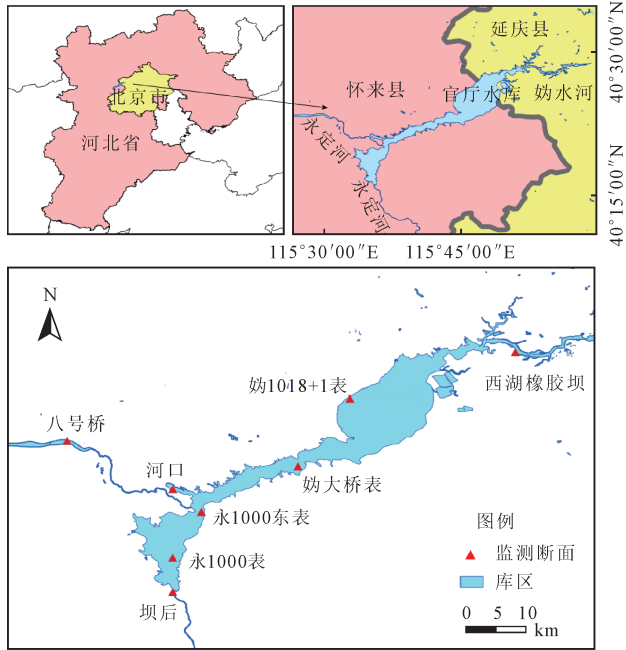 北京市
河北省
延庆县
怀来县
官厅水库
妫水河
永定河
永定河
40°30′00″N
40°15′00″N
115°30′00″E
115°45′00″E
N
西湖橡胶坝
妫1018+1表
八号桥
河口
妫大桥表
永1000东表
永1000表
坝后
图例
监测断面
库区
0 5 10
km